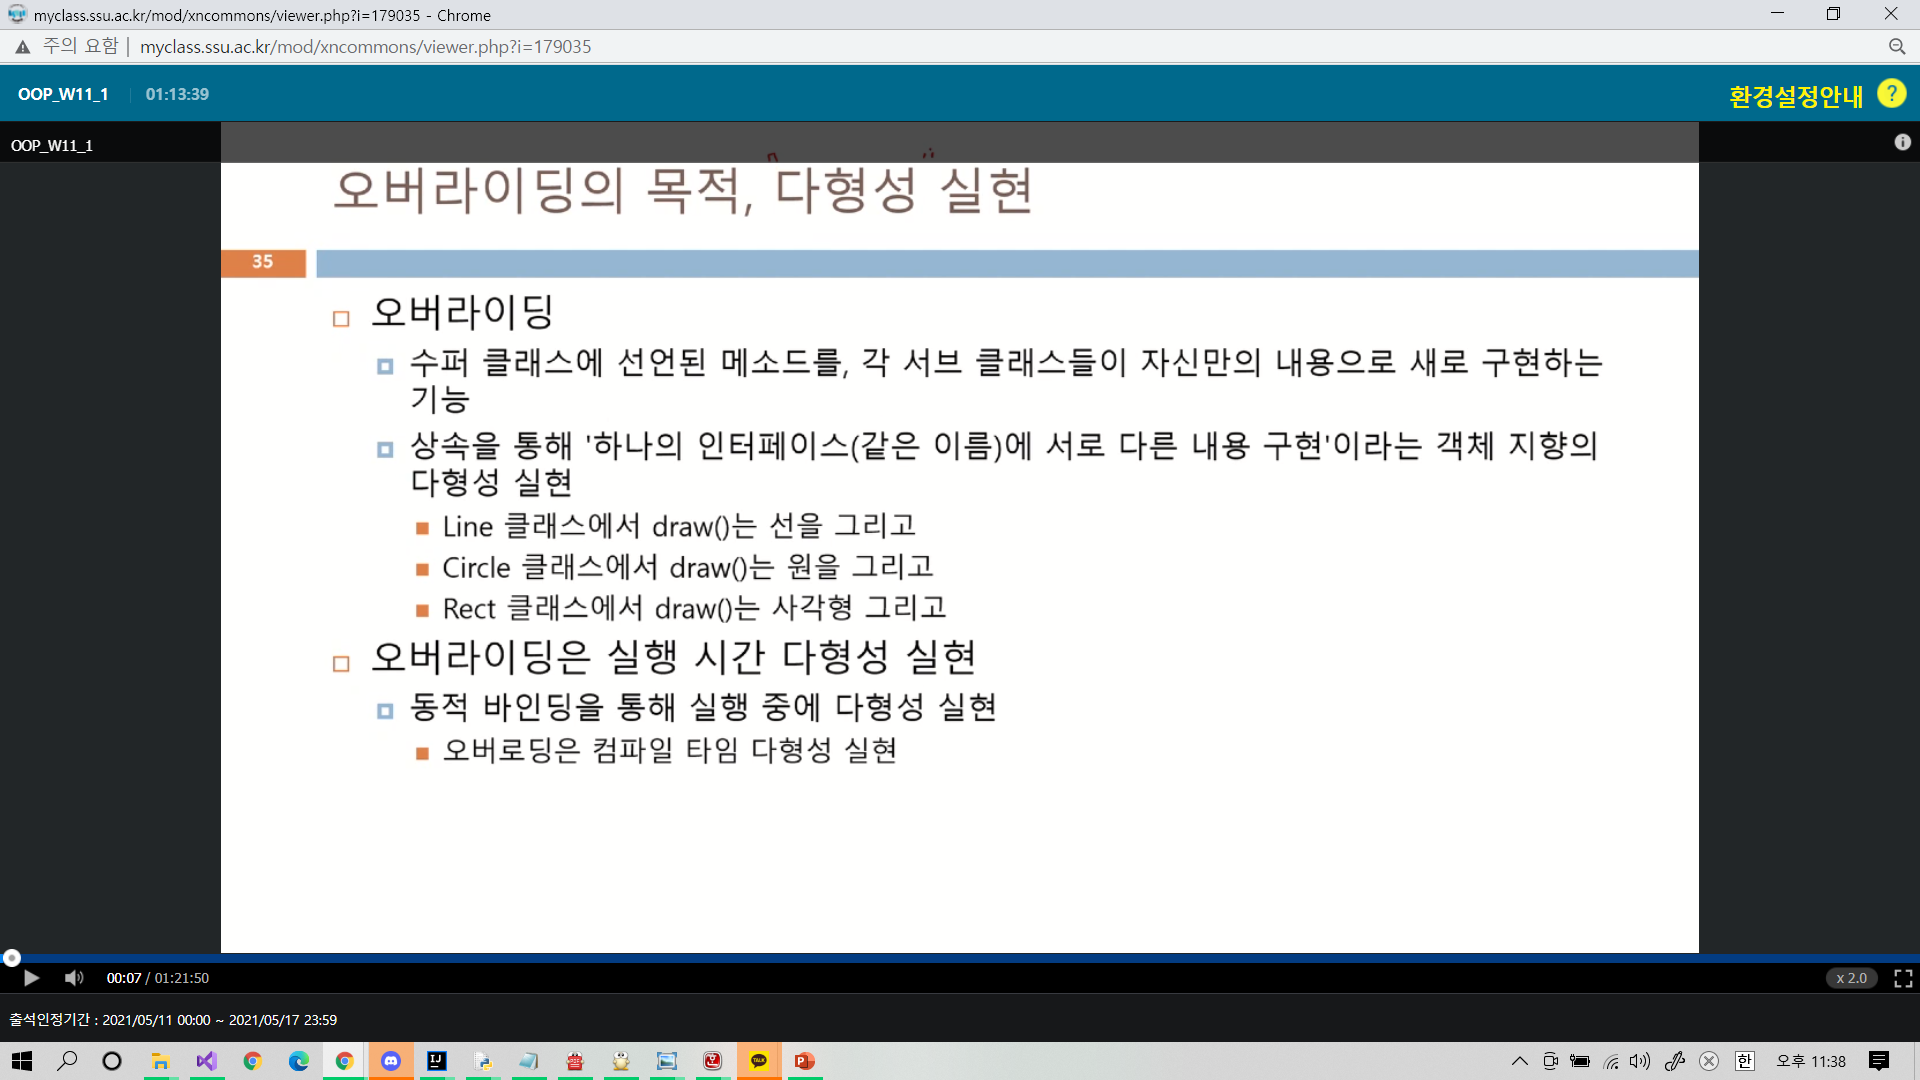 myclass.ssu.ac.kr/mod/xncommons/viewer.php?i=179035 - Chrome
주의 요함 | myclass.ssu.ac.kr/mod/xncommons/viewer.php?i=179035
OOP_W11_1 01:13:39 환경설정안내 ?
OOP_W11_1
오버라이딩의 목적, 다형성 실현
35
오버라이딩
수퍼 클래스에 선언된 메소드를, 각 서브 클래스들이 자신만의 내용으로 새로 구현하는
기능
상속을 통해 '하나의 인터페이스(같은 이름)에 서로 다른 내용 구현'이라는 객체 지향의
다형성 실현
Line 클래스에서 draw()는 선을 그리고
Circle 클래스에서 draw()는 원을 그리고
Rect 클래스에서 draw()는 사각형 그리고
오버라이딩은 실행 시간 다형성 실현
동적 바인딩을 통해 실행 중에 다형성 실현
오버로딩은 컴파일 타임 다형성 실현
00:07 / 01:21:50 x 2.0
출석인정기간 : 2021/05/11 00:00 ~ 2021/05/17 23:59
IJ TALK P 한 오후 11:38